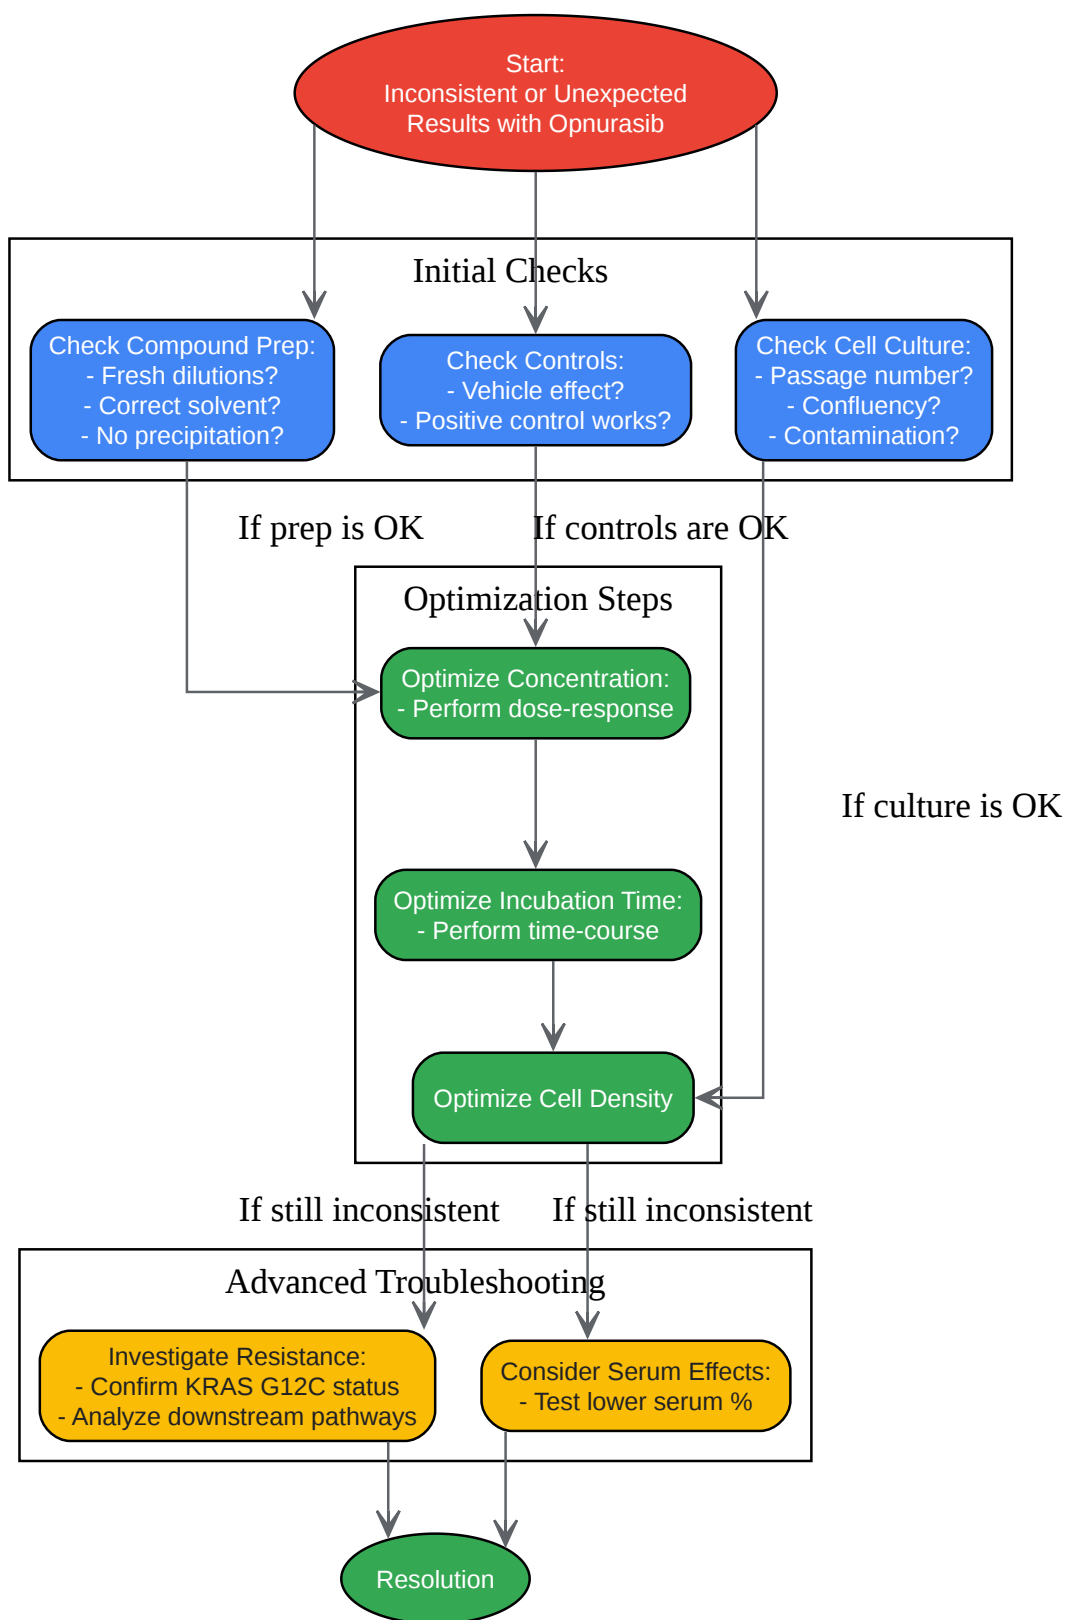 Start:
Inconsistent or Unexpected
Results with Opnurasib
Initial Checks
Check Compound Prep:
- Fresh dilutions?
- Correct solvent?
- No precipitation?
Check Controls:
- Vehicle effect?
- Positive control works?
Check Cell Culture:
- Passage number?
- Confluency?
- Contamination?
If prep is OK
If controls are OK
Optimization Steps
Optimize Concentration:
- Perform dose-response
If culture is OK
Optimize Incubation Time:
- Perform time-course
Optimize Cell Density
If still inconsistent
If still inconsistent
Advanced Troubleshooting
Investigate Resistance:
- Confirm KRAS G12C status
- Analyze downstream pathways
Consider Serum Effects:
- Test lower serum %
Resolution